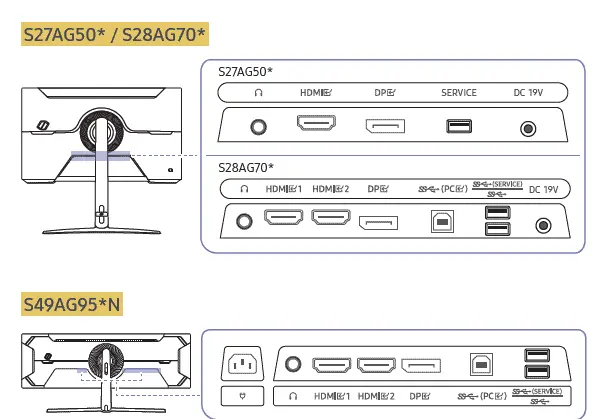 S27AG50* / S28AG70*
S27AG50*
HDMI DP SERVICE DC 19V
S28AG70*
HDMI 1 HDMI 2 DP (PC) (SERVICE) DC 19V
S49AG95*N
HDMI 1 HDMI 2 DP (PC) (SERVICE)